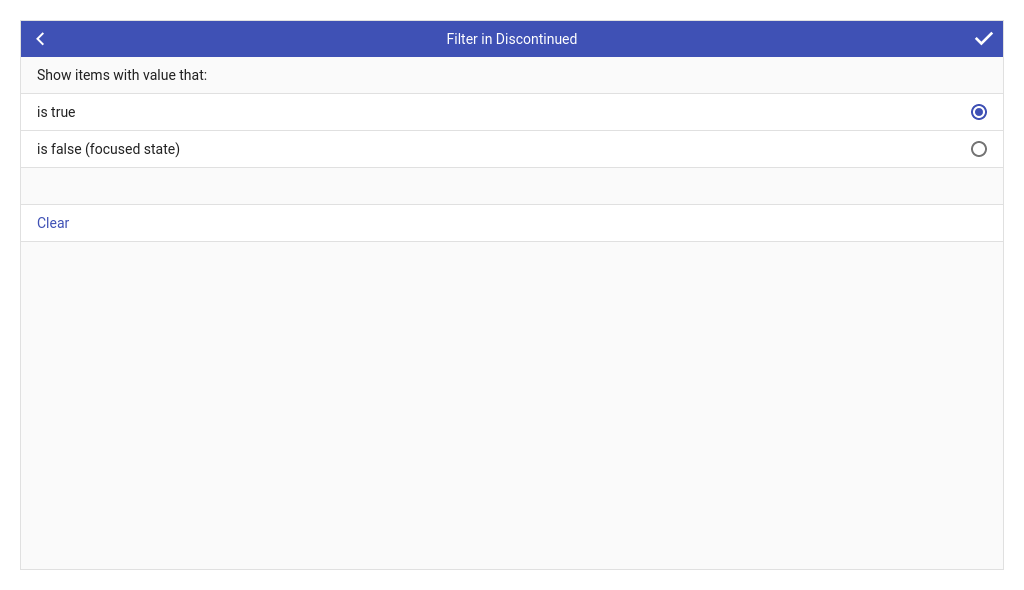 Filter in Discontinued
Show items with value that:
is true
is false (focused state)
Clear